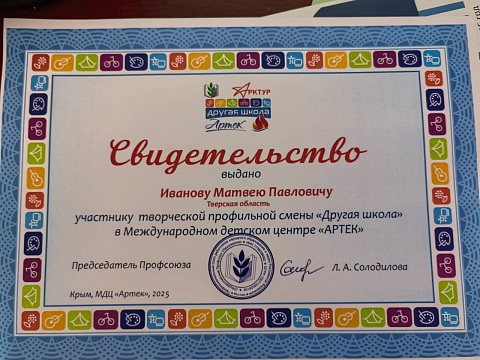 Арктур
другая школа
Артек
Свидетельство
выдано
Иванову Матвею Павловичу
Тверская область
участнику творческой профильной смены «Другая школа»
в Международном детском центре «АРТЕК»
Председатель Профсоюза
Л. А. Солодилова
Крым, МДЦ «Артек», 2025